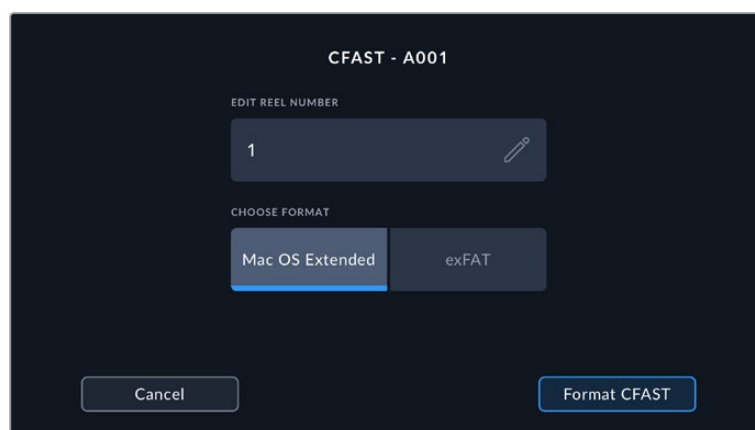 CFAST - A001
EDIT REEL NUMBER
1
CHOOSE FORMAT
Mac OS Extended exFAT
Cancel Format CFAST